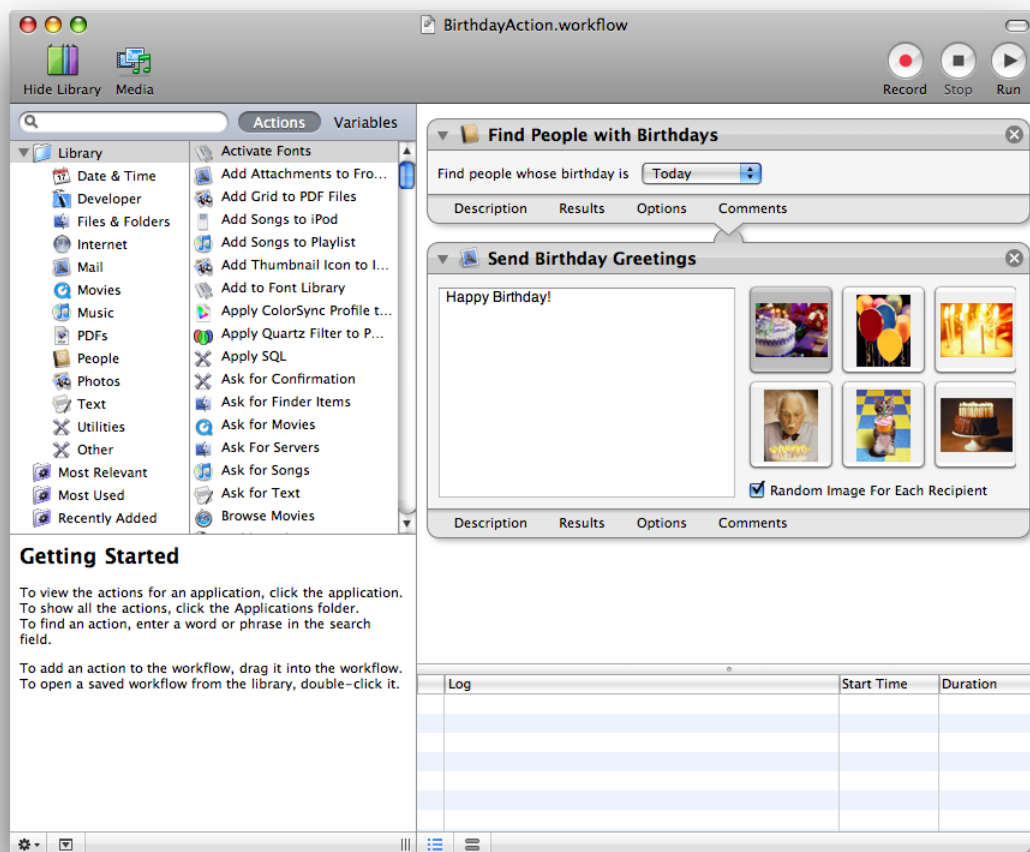 BirthdayAction.workflow
Hide Library
Media
Record
Stop
Run
Actions
Variables
Library
Date & Time
Developer
Files & Folders
Internet
Mail
Movies
Music
PDFs
People
Photos
Text
Utilities
Other
Most Relevant
Most Used
Recently Added
Activate Fonts
Add Attachments to Fro...
Add Grid to PDF Files
Add Songs to iPod
Add Songs to Playlist
Add Thumbnail Icon to I...
Add to Font Library
Apply ColorSync Profile t...
Apply Quartz Filter to P...
Apply SQL
Ask for Confirmation
Ask for Finder Items
Ask for Movies
Ask For Servers
Ask for Songs
Ask for Text
Browse Movies
Getting Started
To view the actions for an application, click the application.
To show all the actions, click the Applications folder.
To find an action, enter a word or phrase in the search
field.
To add an action to the workflow, drag it into the workflow.
To open a saved workflow from the library, double-click it.
Find People with Birthdays
Find people whose birthday is Today
Description Results Options Comments
Send Birthday Greetings
Happy Birthday!
Random Image For Each Recipient
Description Results Options Comments
Log Start Time Duration